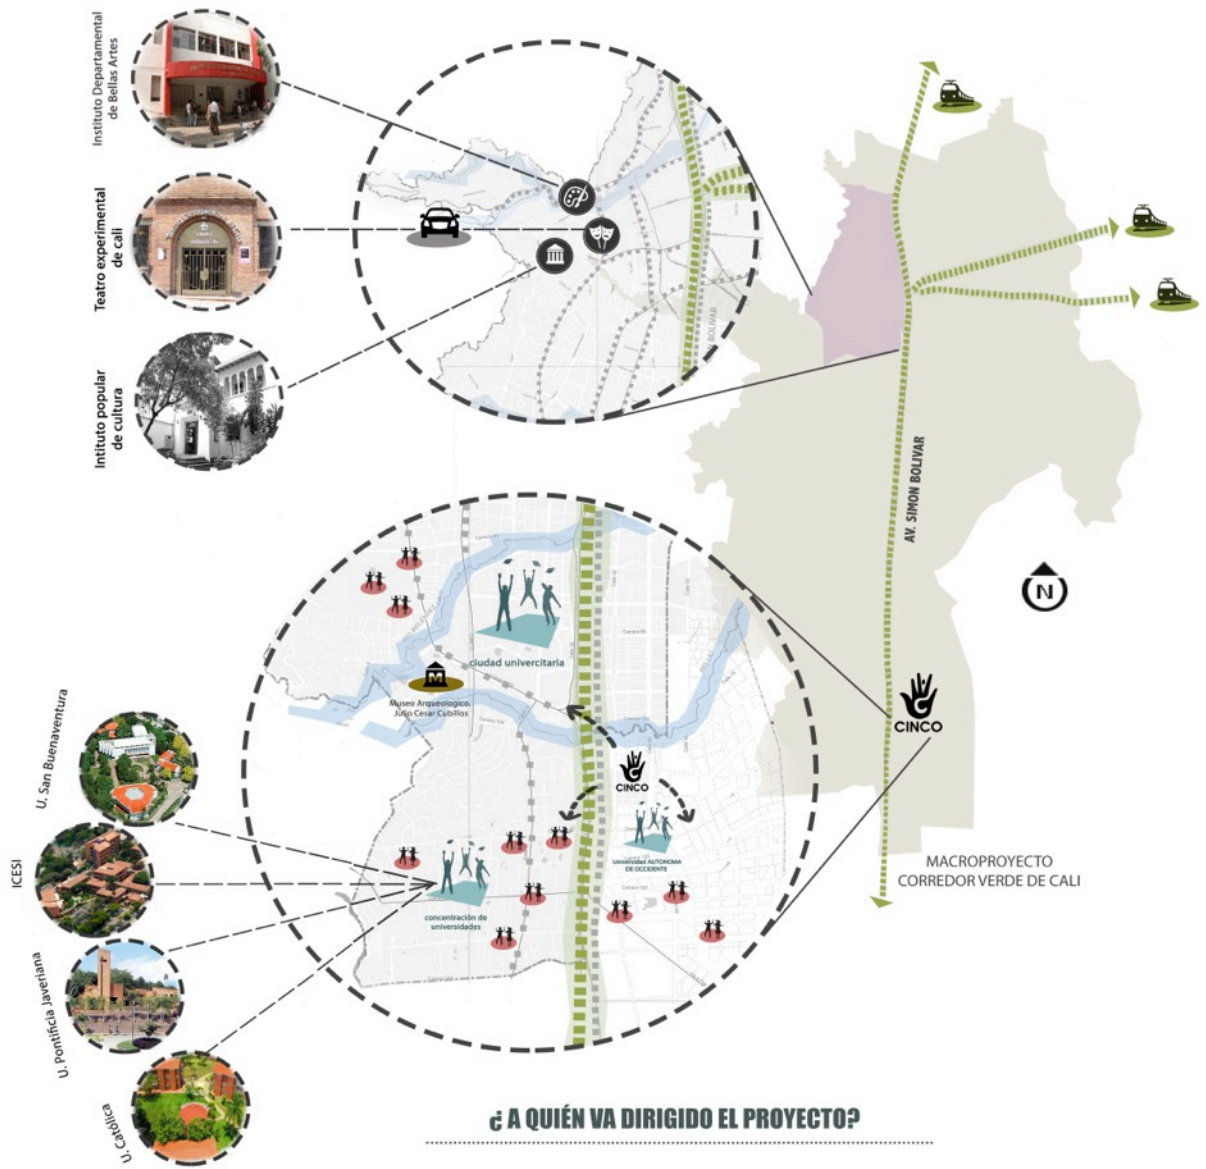 Instituto Departamental
de Bellas Artes
Teatro experimental
de cali
Intituto popular
de cultura
BOLIVAR
AV. SIMON BOLIVAR
N
CINCO
MACROPROYECTO
CORREDOR VERDE DE CALI
ciudad univercitaria
M
Museo Arqueologico.
Julio Cesar Cubillos
CINCO
Universidad AUTONOMA
DE OCCIDENTE
concentración de
universidades
U. San Buenaventura
ICESI
U. Pontificia Javeriana
U. Católica
¿ A QUIÉN VA DIRIGIDO EL PROYECTO?